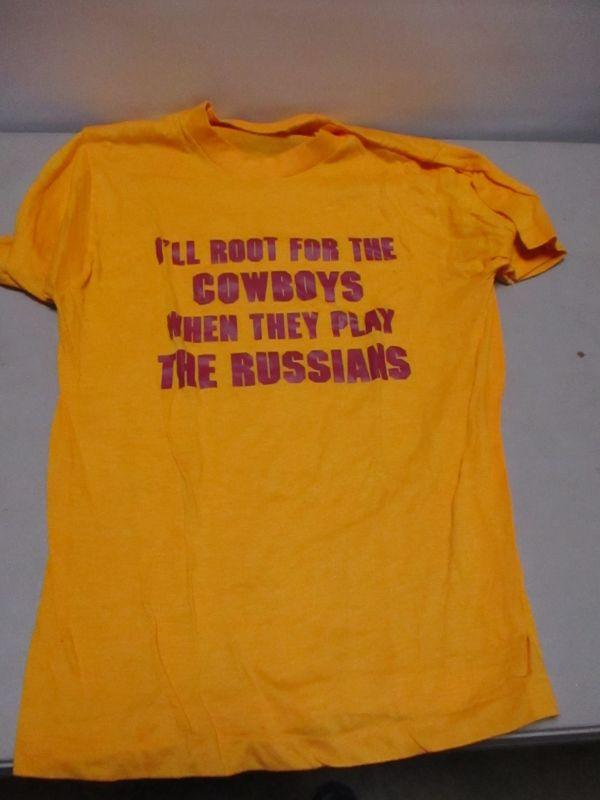 I'LL ROOT FOR THE
COWBOYS
WHEN THEY PLAY
THE RUSSIANS